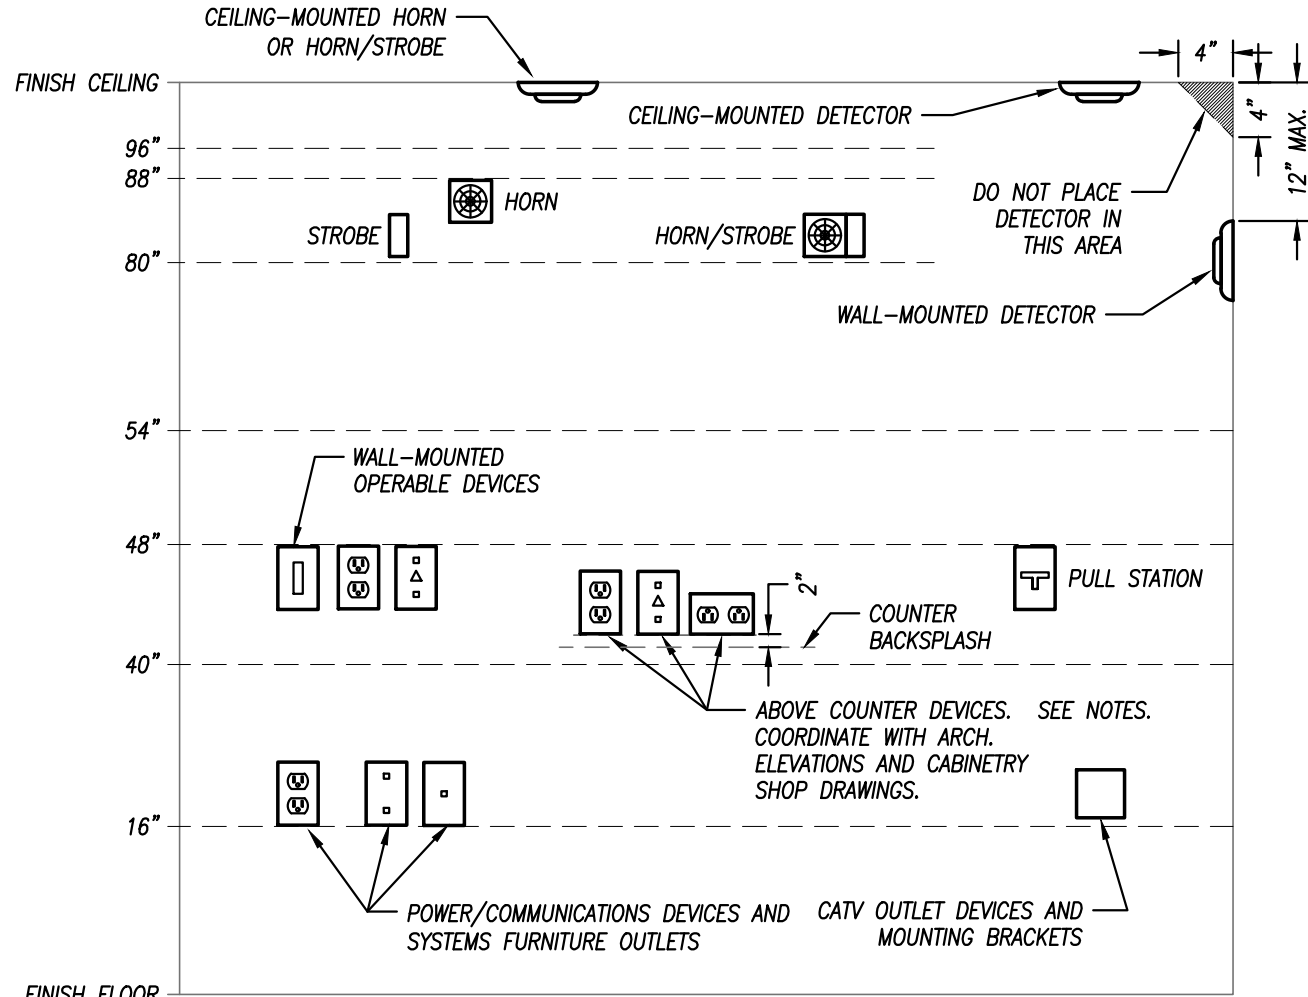 CEILING-MOUNTED HORN
OR HORN/STROBE
4"
FINISH CEILING
CEILING-MOUNTED DETECTOR
4"
12" MAX.
96"
88"
HORN
DO NOT PLACE
DETECTOR IN
THIS AREA
STROBE
HORN/STROBE
80"
WALL-MOUNTED DETECTOR
54"
WALL-MOUNTED
OPERABLE DEVICES
48"
2"
PULL STATION
COUNTER
BACKSPLASH
40"
ABOVE COUNTER DEVICES.  SEE NOTES.
COORDINATE WITH ARCH.
ELEVATIONS AND CABINETRY
SHOP DRAWINGS.
16"
POWER/COMMUNICATIONS DEVICES AND
SYSTEMS FURNITURE OUTLETS
CATV OUTLET DEVICES AND
MOUNTING BRACKETS
FINISH FLOOR